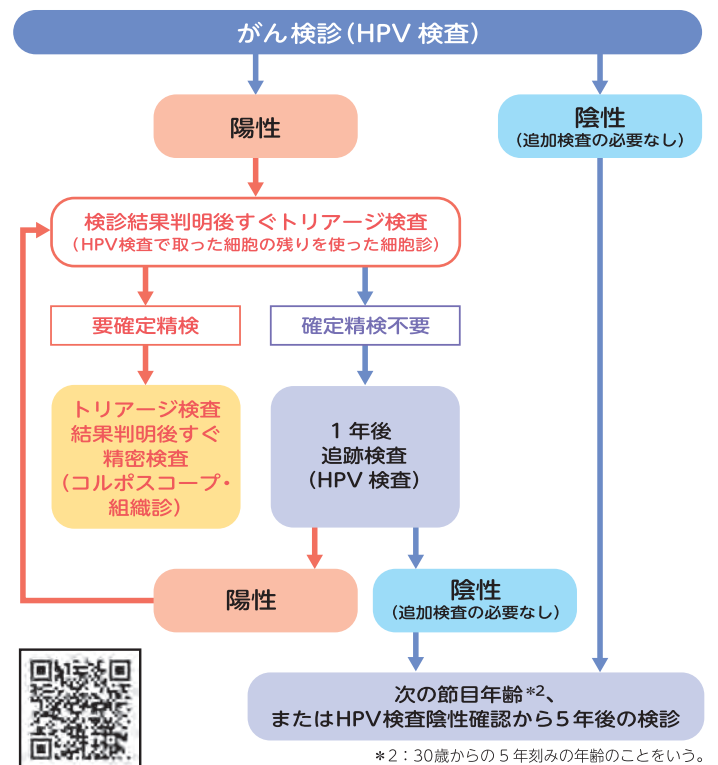 がん検診（HPV 検査）
陽性
陰性
（追加検査の必要なし）
検診結果判明後すぐトリアージ検査
（HPV検査で取った細胞の残りを使った細胞診）
要確定精検
確定精検不要
トリアージ検査
結果判明後すぐ
精密検査
（コルポスコープ・
組織診）
1 年後
追跡検査
（HPV 検査）
陽性
陰性
（追加検査の必要なし）
次の節目年齢*2、
またはHPV検査陰性確認から5年後の検診
*2：30歳からの 5 年刻みの年齢のことをいう。